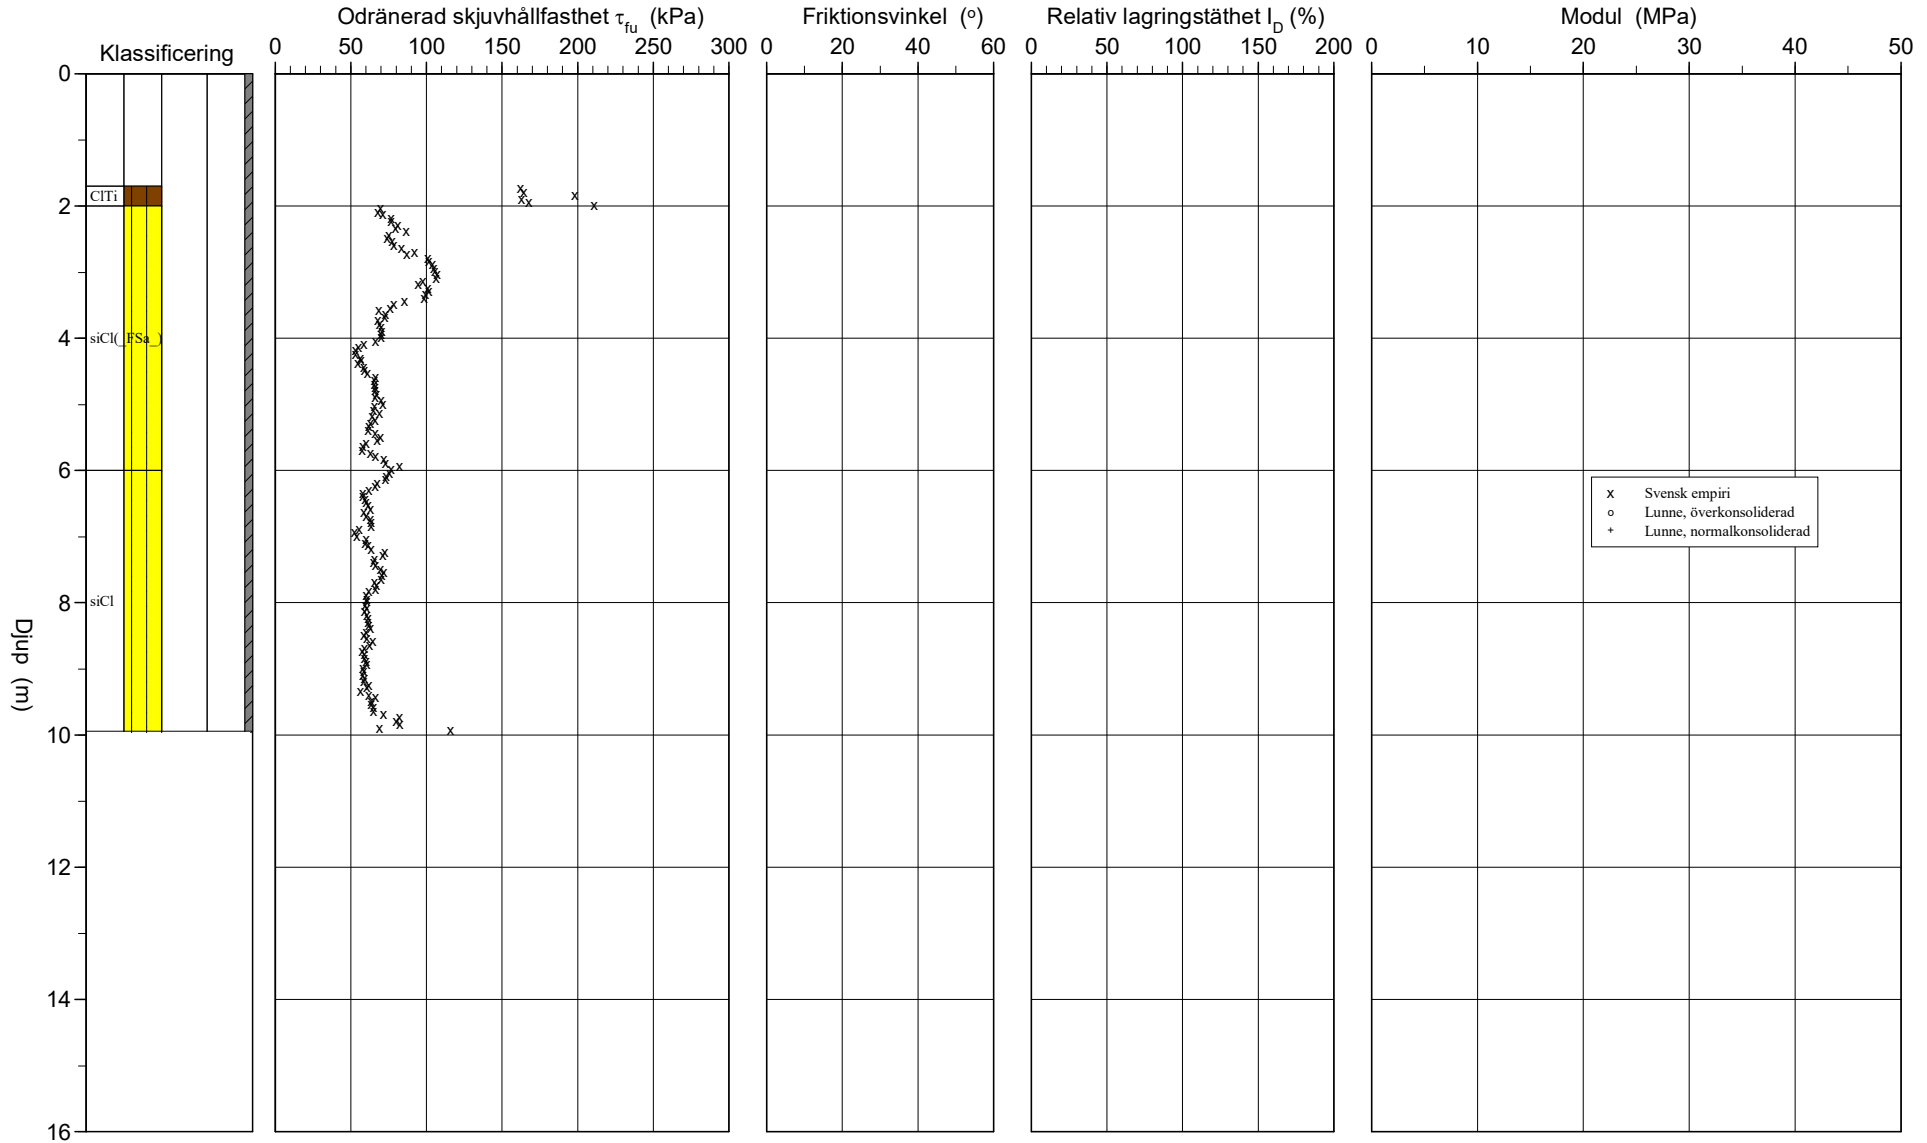 Odränerad skjuvhållfasthet τfu (kPa)
Friktionsvinkel (o)
Relativ lagringstäthet ID (%)
Modul (MPa)
Klassificering
0 50 100 150 200 250 300
0 20 40 60
0 50 100 150 200
0 10 20 30 40 50
0
ClTi
2
4
siCl(_FSa_)
6
x Svensk empiri
o Lunne, överkonsoliderad
+ Lunne, normalkonsoliderad
8
siCl
Djup (m)
10
12
14
16